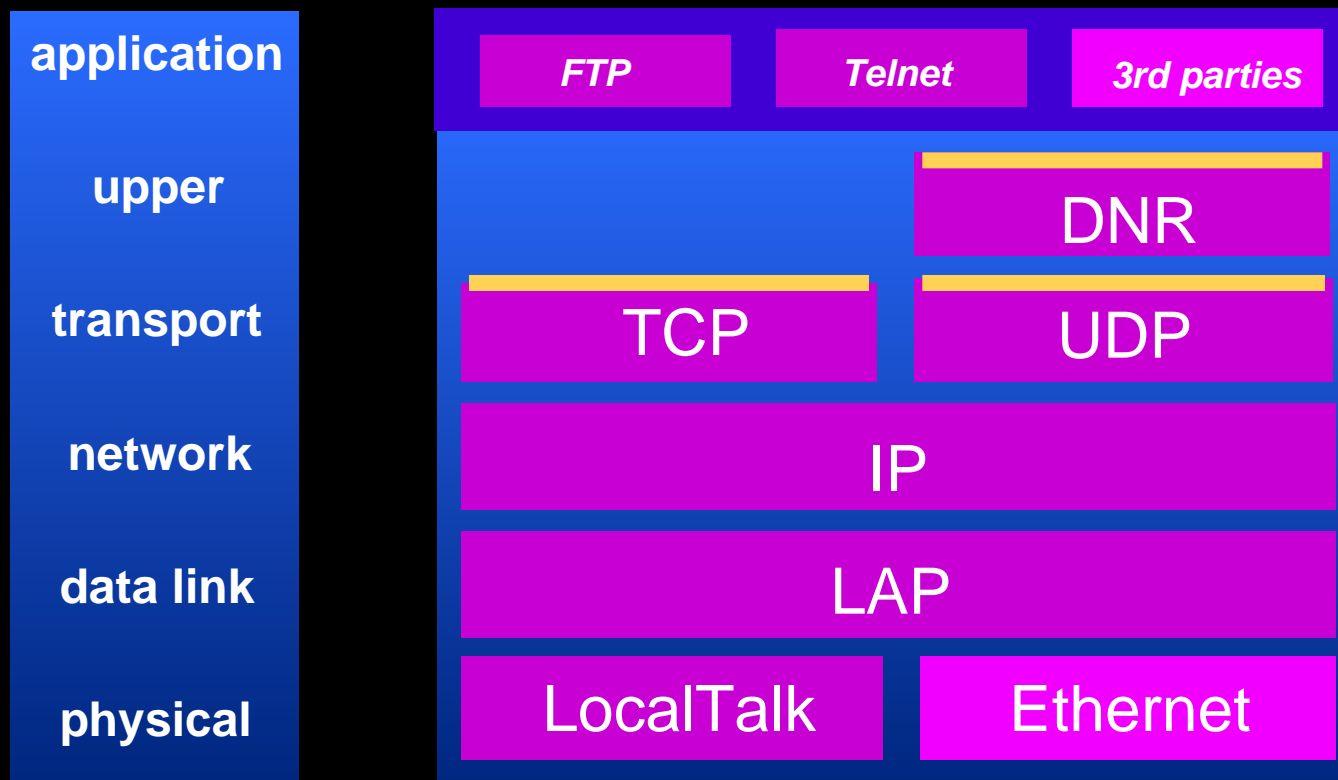 application
FTP
Telnet
3rd parties
upper
DNR
transport
TCP
UDP
network
IP
data link
LAP
physical
LocalTalk
Ethernet